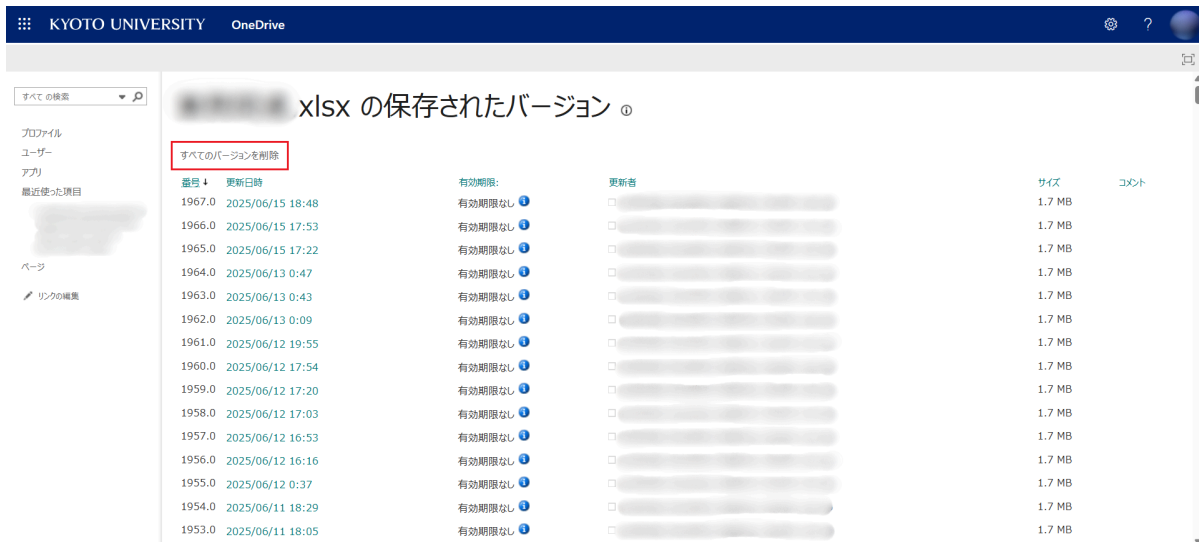 KYOTO UNIVERSITY OneDrive ?
すべての検索
xlsx の保存されたバージョン
プロファイル
ユーザー
アプリ
最近使った項目
ページ
リンクの編集
すべてのバージョンを削除
番号↓ 更新日時 有効期限: 更新者 サイズ コメント
1967.0 2025/06/15 18:48 有効期限なし 1.7 MB
1966.0 2025/06/15 17:53 有効期限なし 1.7 MB
1965.0 2025/06/15 17:22 有効期限なし 1.7 MB
1964.0 2025/06/13 0:47 有効期限なし 1.7 MB
1963.0 2025/06/13 0:43 有効期限なし 1.7 MB
1962.0 2025/06/13 0:09 有効期限なし 1.7 MB
1961.0 2025/06/12 19:55 有効期限なし 1.7 MB
1960.0 2025/06/12 17:54 有効期限なし 1.7 MB
1959.0 2025/06/12 17:20 有効期限なし 1.7 MB
1958.0 2025/06/12 17:03 有効期限なし 1.7 MB
1957.0 2025/06/12 16:53 有効期限なし 1.7 MB
1956.0 2025/06/12 16:16 有効期限なし 1.7 MB
1955.0 2025/06/12 0:37 有効期限なし 1.7 MB
1954.0 2025/06/11 18:29 有効期限なし 1.7 MB
1953.0 2025/06/11 18:05 有効期限なし 1.7 MB